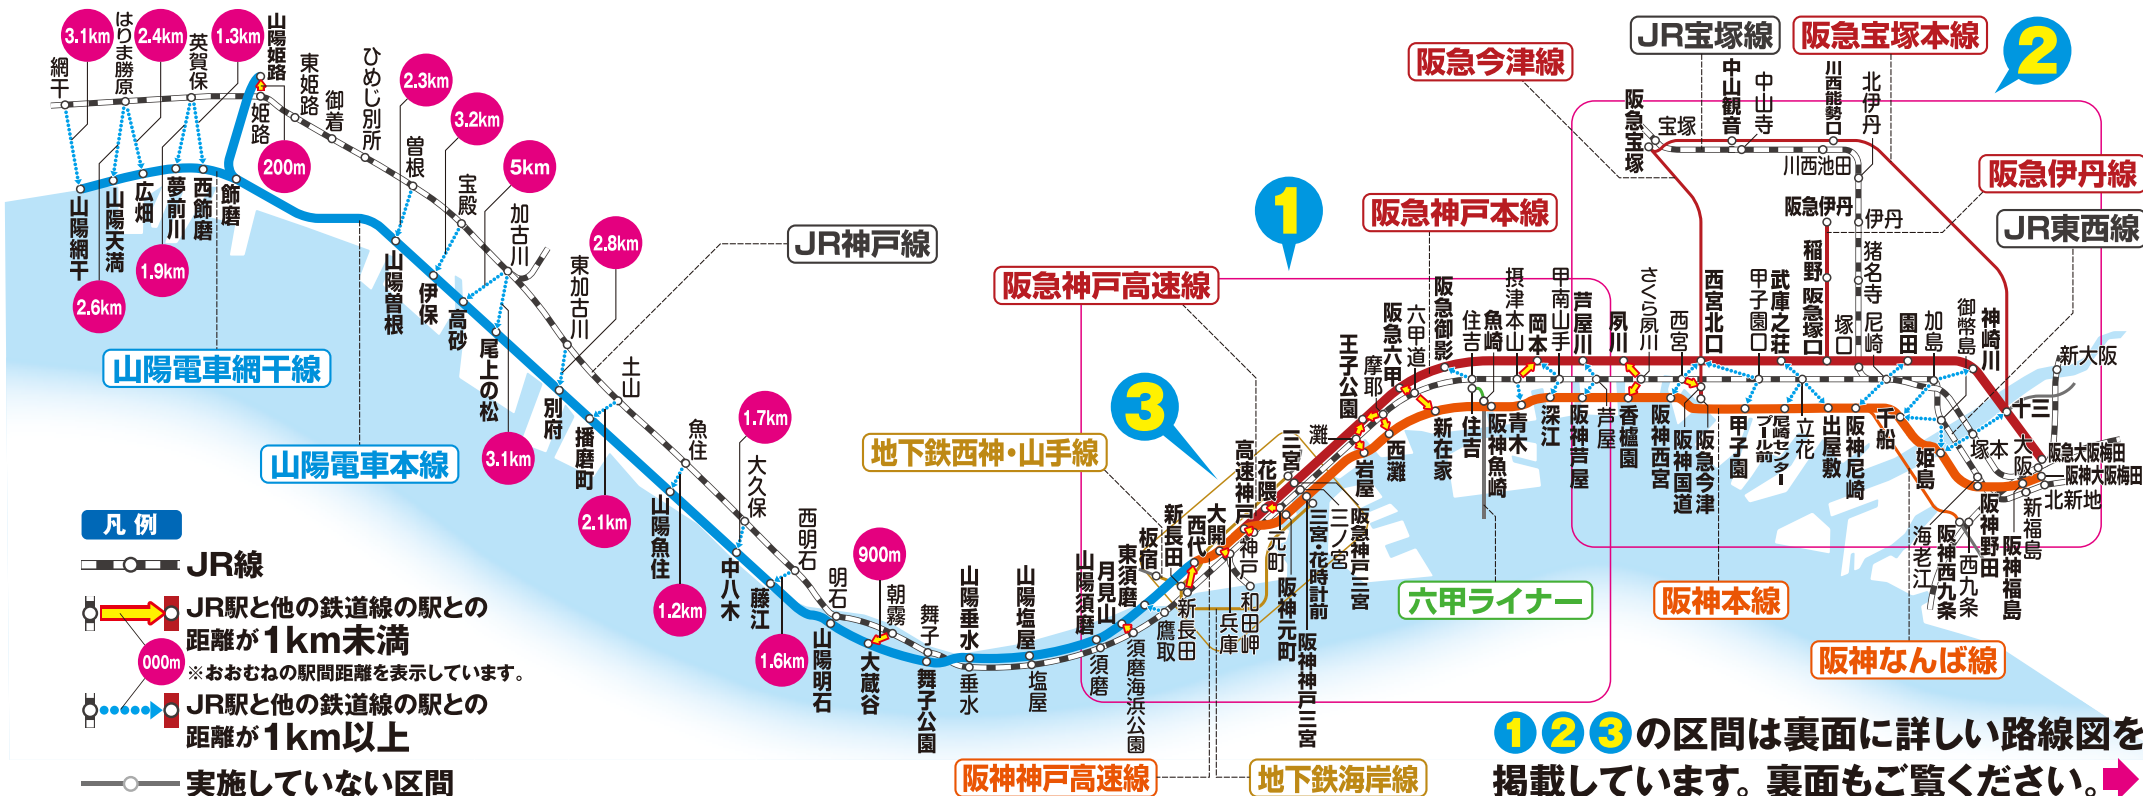 3.1km
はりま勝原
2.4km
英賀保
1.3km
山陽姫路
網干
東姫路
御着
ひめじ別所
姫路
200m
2.3km
曽根
3.2km
宝殿
5km
加古川
2.8km
東加古川
山陽網干
山陽天満
広畑
夢前川
西飾磨
飾磨
1.9km
2.6km
山陽電車網干線
山陽曽根
伊保
高砂
尾上の松
3.1km
別府
播磨町
2.1km
土山
JR神戸線
山陽電車本線
魚住
1.7km
大久保
山陽魚住
1.2km
中八木
藤江
1.6km
西明石
明石
山陽明石
900m
朝霧
大蔵谷
舞子
舞子公園
山陽垂水
垂水
山陽塩屋
塩屋
山陽須磨
須磨
月見山
須磨海浜公園
東須磨
鷹取
板宿
新長田
新長田
西代
大開
兵庫
和田岬
高速神戸
神戸
花隈
元町
阪神元町
三宮
三宮・花時計前
三ノ宮
阪神神戸三宮
阪急神戸三宮
地下鉄西神・山手線
阪神神戸高速線
地下鉄海岸線
阪急神戸高速線
1
3
阪急神戸本線
王子公園
灘
岩屋
摩耶
西灘
阪急六甲
六甲道
新在家
阪急御影
住吉
住吉
魚崎
阪神魚崎
摂津本山
岡本
青木
甲南山手
深江
芦屋川
阪神芦屋
芦屋
夙川
さくら夙川
香櫨園
西宮
阪神西宮
西宮北口
阪神国道
阪急今津
甲子園口
甲子園
武庫之荘
尼崎センタープール前
立花
出屋敷
尼崎
阪神尼崎
園田
千船
加島
御幣島
姫島
神崎川
新大阪
十三
塚本
大阪
阪急大阪梅田
阪神大阪梅田
北新地
新福島
阪神福島
阪神野田
西九条
阪神西九条
海老江
六甲ライナー
阪神本線
阪神なんば線
阪急今津線
JR宝塚線
阪急宝塚本線
2
阪急宝塚
宝塚
中山観音
中山寺
川西能勢口
北伊丹
川西池田
阪急伊丹線
阪急伊丹
伊丹
JR東西線
稲野
猪名寺
阪急塚口
塚口
凡例
JR線
JR駅と他の鉄道線の駅との
距離が1km未満
000m
※おおむねの駅間距離を表示しています。
JR駅と他の鉄道線の駅との
距離が1km以上
実施していない区間
1 2 3 の区間は裏面に詳しい路線図を
掲載しています。裏面もご覧ください。